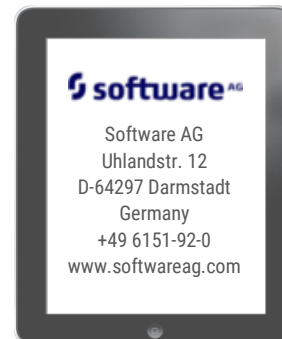 software AG
Software AG
Uhlandstr. 12
D-64297 Darmstadt
Germany
+49 6151-92-0
www.softwareag.com